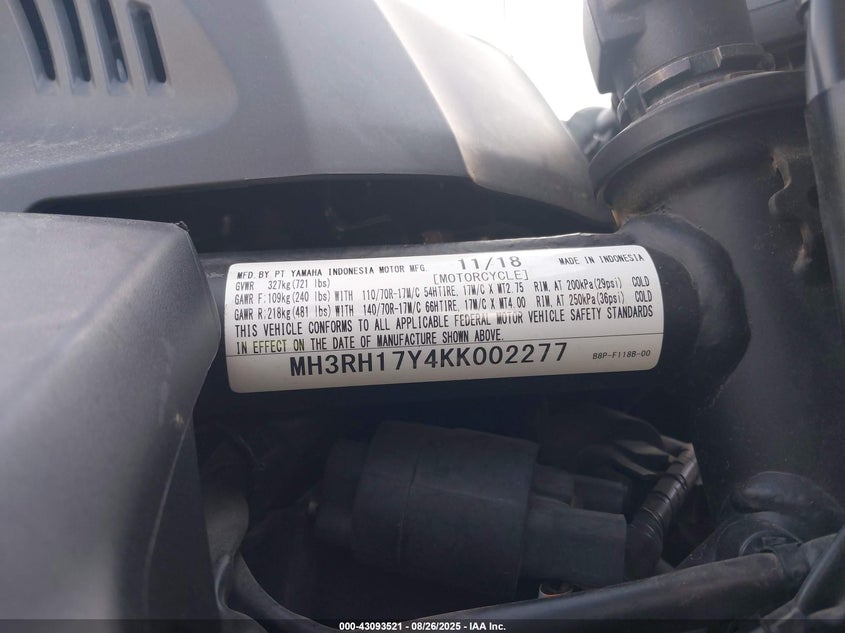 MFD.BY PT YAMAHA INDONESIA MOTOR MFG. 11/18 MADE IN INDONESIA
GVWR 327kg(721 lbs) [MOTORCYCLE]
GAWR F:109kg(240 lbs)WITH 110/70R-17M/C 54HTIRE, 17M/C X MT2.75 RIM, AT 200kPa(29psi) COLD
GAWR R:218kg(481 lbs)WITH 140/70R-17M/C 66HTIRE, 17M/C X MT4.00 RIM, AT 250kPa(36psi) COLD
THIS VEHICLE CONFORMS TO ALL APPLICABLE FEDERAL MOTOR VEHICLE SAFETY STANDARDS
IN EFFECT ON THE DATE OF MANUFACTURE SHOWN ABOVE.
MH3RH17Y4KK002277 B8P-F118B-00
000-43093521 - 08/26/2025 - IAA Inc.